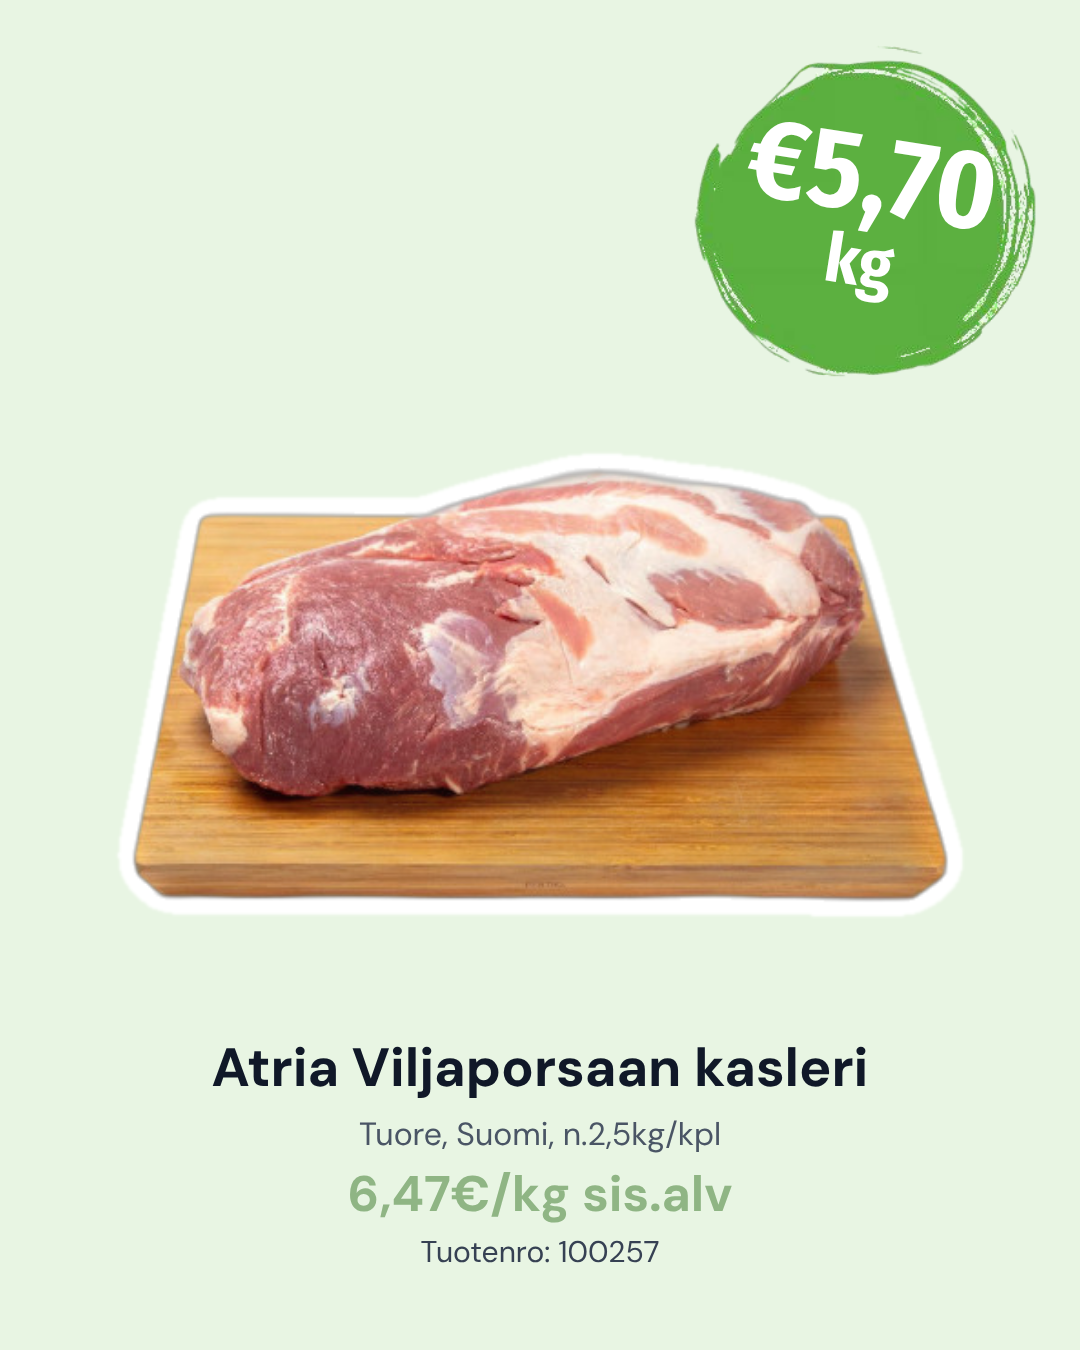 €5,70
kg
Atria Viljaporsaan kasleri
Tuore, Suomi, n.2,5kg/kpl
6,47€/kg sis.alv
Tuotenro: 100257